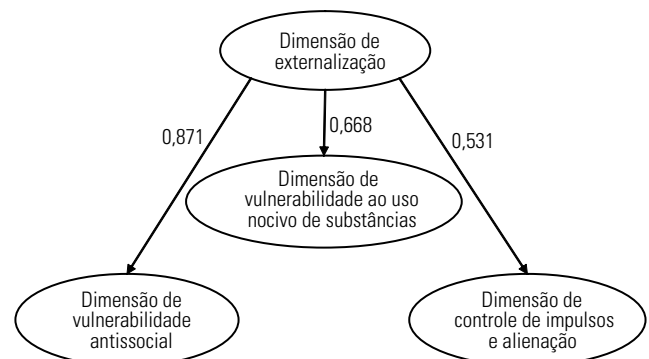 Dimensão de
externalização
0,871
0,668
0,531
Dimensão de
vulnerabilidade ao uso
nocivo de substâncias
Dimensão de
vulnerabilidade
antissocial
Dimensão de
controle de impulsos
e alienação